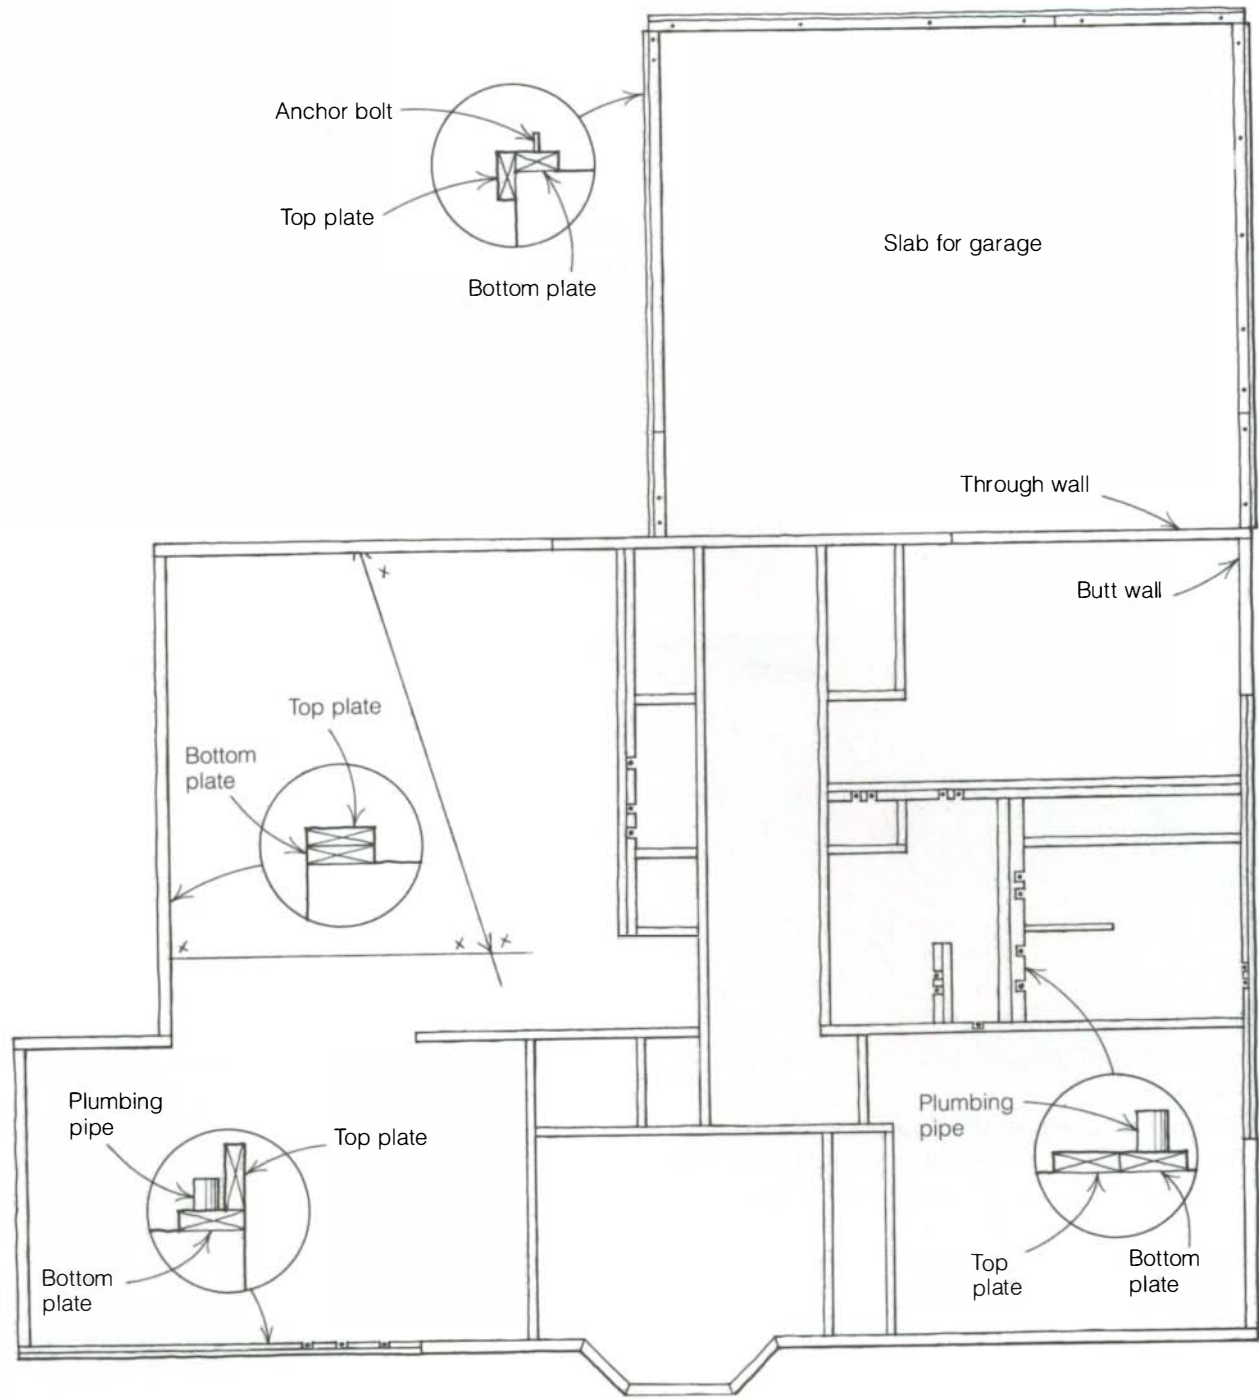 Anchor bolt
Top plate
Bottom plate
Slab for garage
Through wall
Butt wall
Top plate
Bottom
plate
x
x
x
x
Plumbing
pipe
Top plate
Bottom
plate
Plumbing
pipe
Top
plate
Bottom
plate